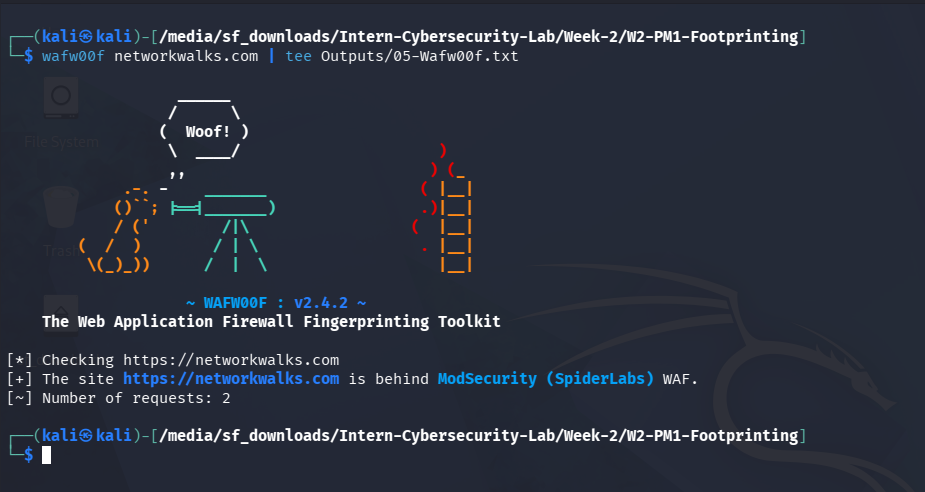 ┌──(kali㉿kali)-[/media/sf_downloads/Intern-Cybersecurity-Lab/Week-2/W2-PM1-Footprinting]
└─$ wafw00f networkwalks.com | tee Outputs/05-Wafw00f.txt
Woof!
File System
Trash
~ WAFW00F : v2.4.2 ~
The Web Application Firewall Fingerprinting Toolkit
[*] Checking https://networkwalks.com
[+] The site https://networkwalks.com is behind ModSecurity (SpiderLabs) WAF.
[~] Number of requests: 2
┌──(kali㉿kali)-[/media/sf_downloads/Intern-Cybersecurity-Lab/Week-2/W2-PM1-Footprinting]
└─$